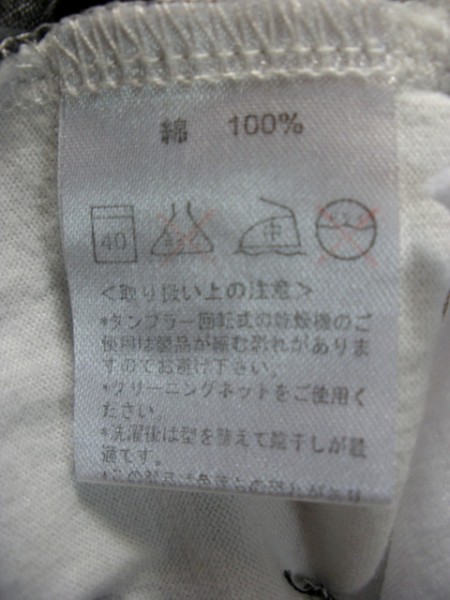 綿 100%
40
中
<取り扱い上の注意>
*タンブラー回転式の乾燥機のご
使用は製品が縮む恐れがありま
すのでお避け下さい。
*クリーニングネットをご使用く
ださい。
*洗濯後は型を整えて陰干しが最
適です。